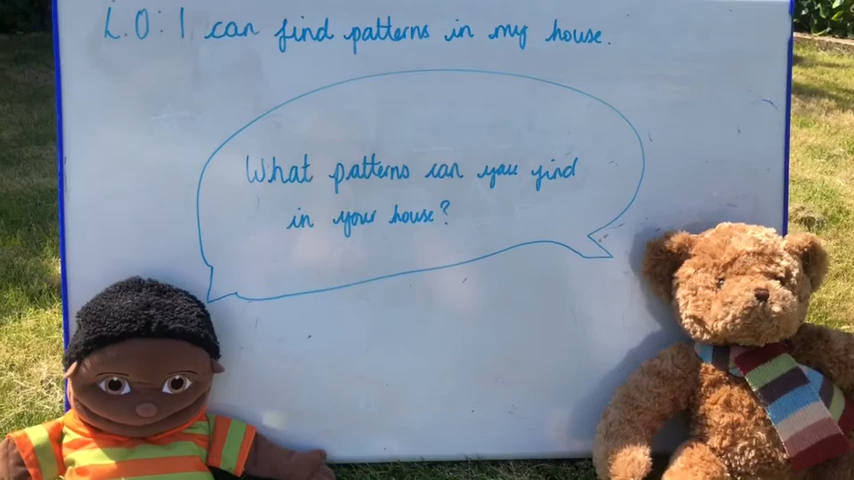 L.O: I can find patterns in my house.
What patterns can you find
in your house?